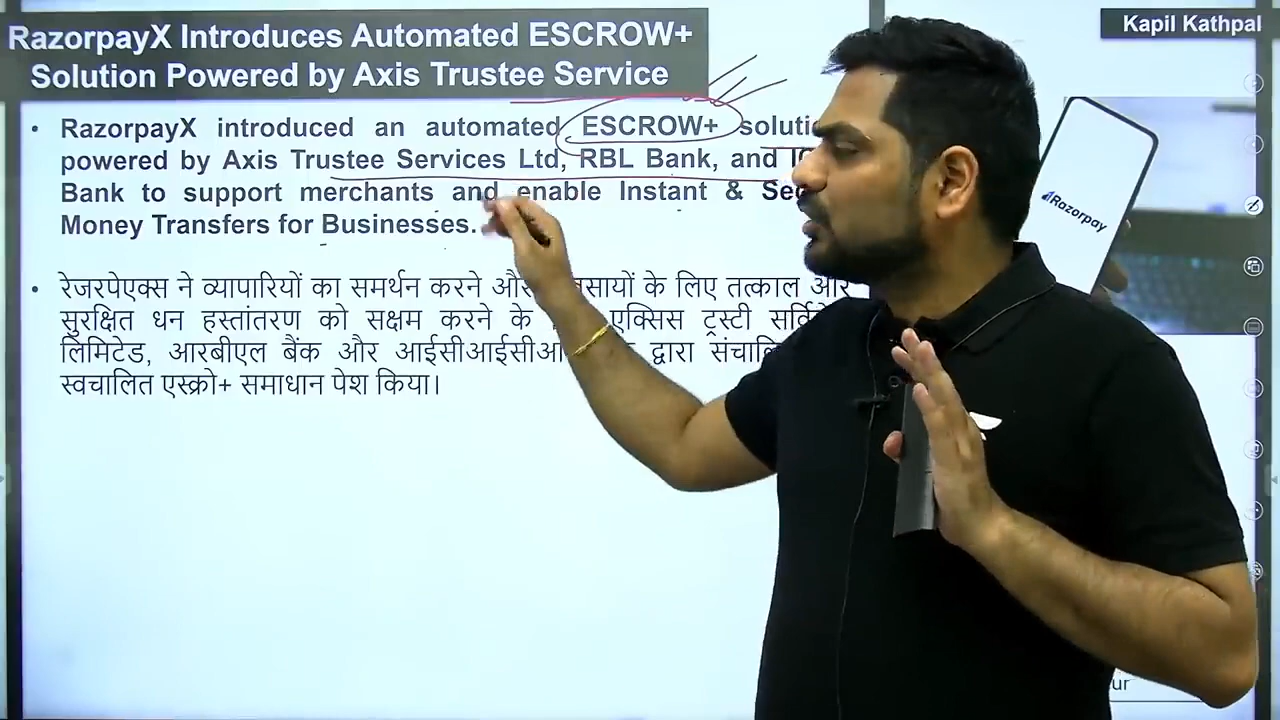 RazorpayX Introduces Automated ESCROW+
Solution Powered by Axis Trustee Service
Kapil Kathpal
• RazorpayX introduced an automated ESCROW+
powered by Axis Trustee Services Ltd, RBL Bank, and
Bank to support merchants and enable Instant &
Money Transfers for Businesses.
Razorpay
• रेजरपेएक्स ने व्यापारियों का समर्थन करने के लिए तत्काल और
सुरक्षित धन हस्तांतरण को सक्षम करने के एक्सिस ट्रस्टी
लिमिटेड, आरबीएल बैंक और द्वारा
स्वचालित एस्क्रो+ समाधान पेश किया।